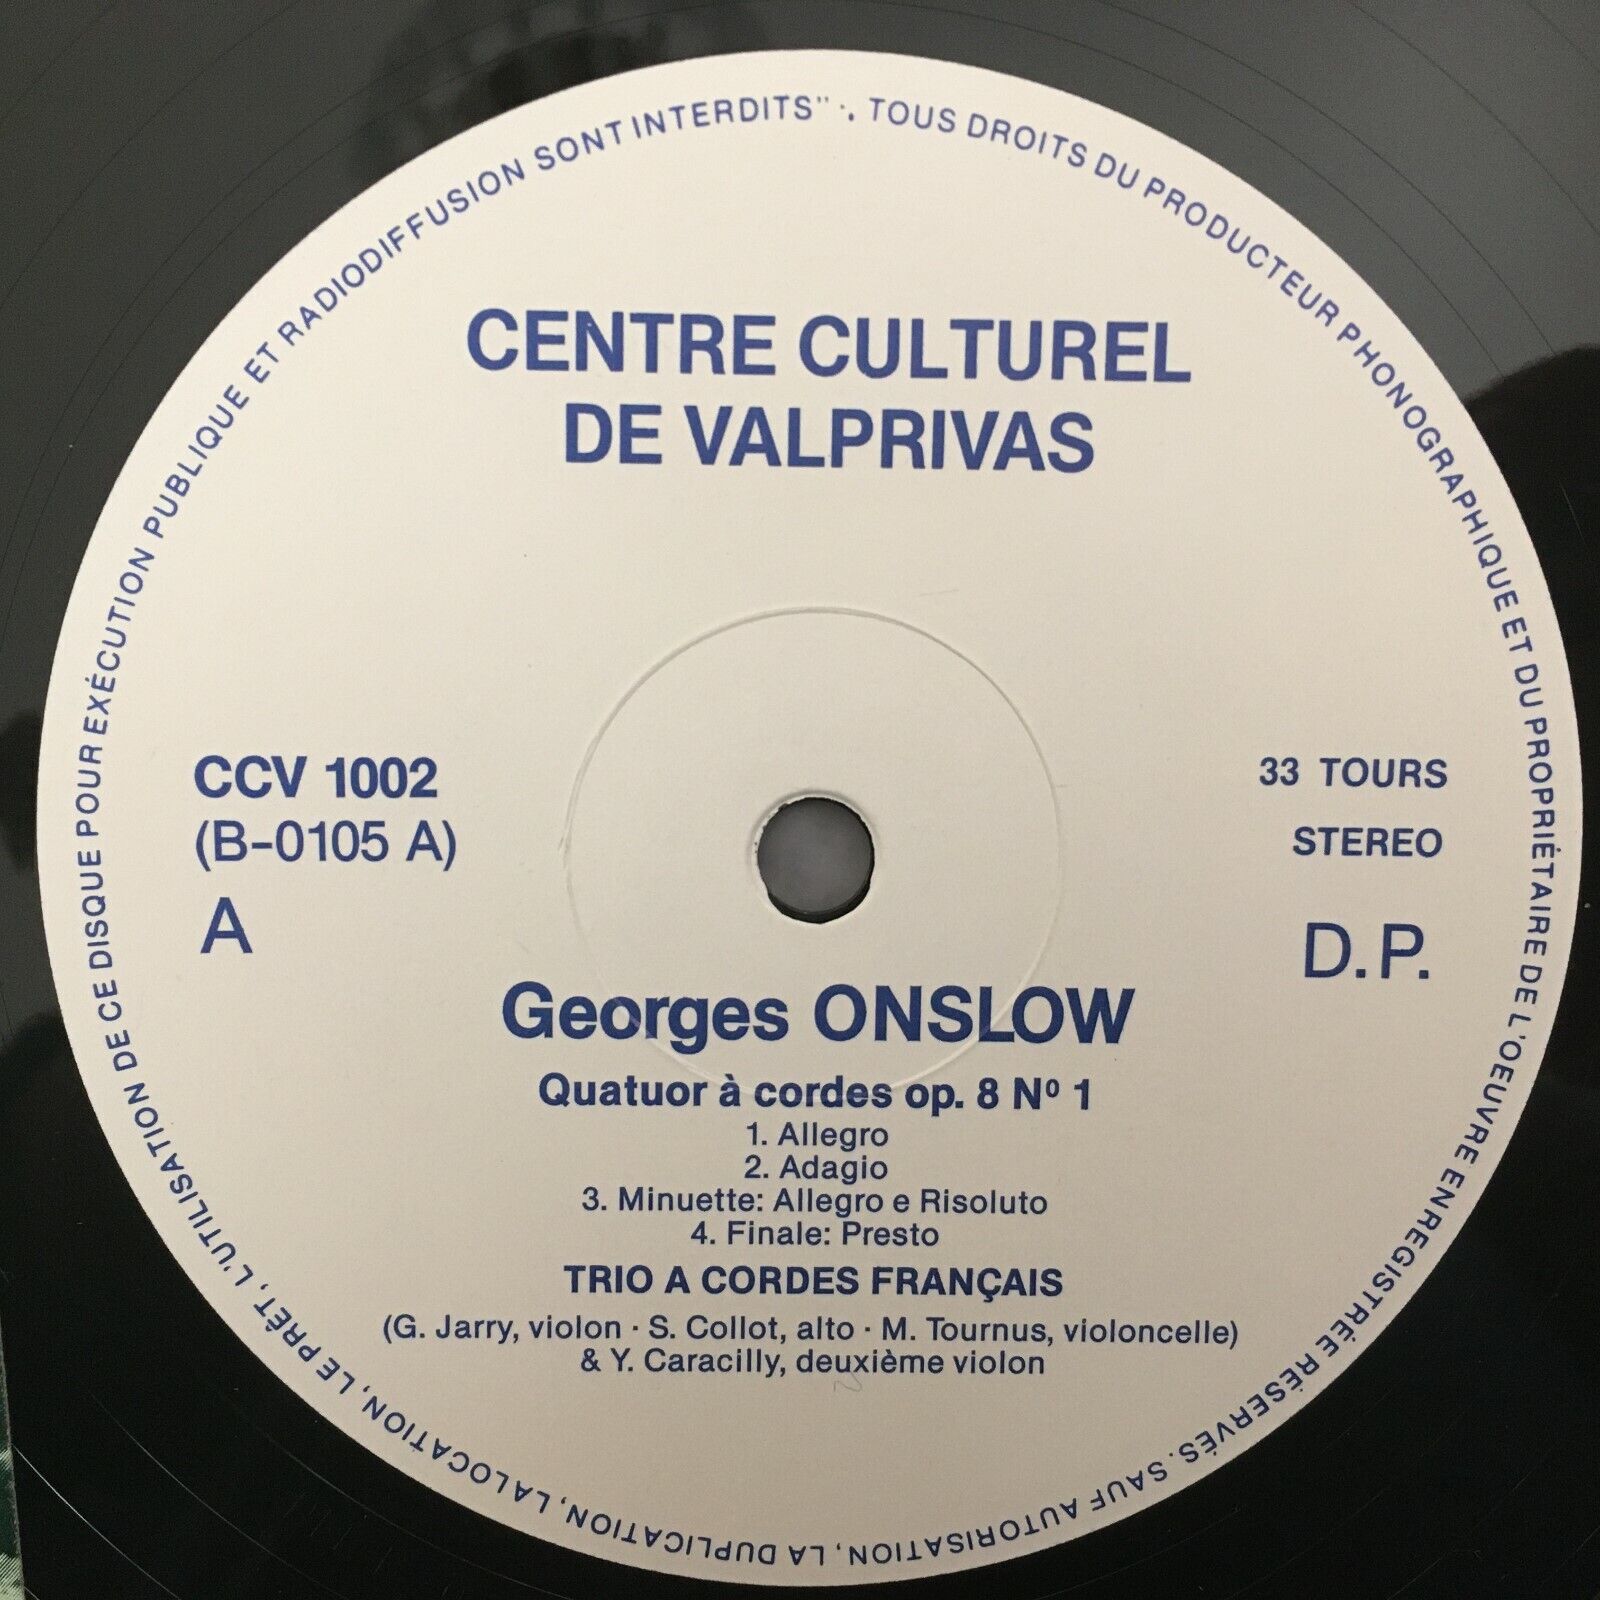 TOUS DROITS DU PRODUCTEUR PHONOGRAPHIQUE ET DU PROPRIÉTAIRE DE L'OEUVRE ENREGISTRÉE RÉSERVÉS. SAUF AUTORISATION, LA DUPLICATION, LA LOCATION, LE PRÊT, L'UTILISATION DE CE DISQUE POUR EXÉCUTION PUBLIQUE ET RADIODIFFUSION SONT INTERDITS" ∵
CENTRE CULTUREL
DE VALPRIVAS
CCV 1002
(B-0105 A)
A
33 TOURS
STEREO
D.P.
Georges ONSLOW
Quatuor à cordes op. 8 Nº 1
1. Allegro
2. Adagio
3. Minuette: Allegro e Risoluto
4. Finale: Presto
TRIO A CORDES FRANÇAIS
(G. Jarry, violon · S. Collot, alto · M. Tournus, violoncelle)
& Y. Caracilly, deuxième violon